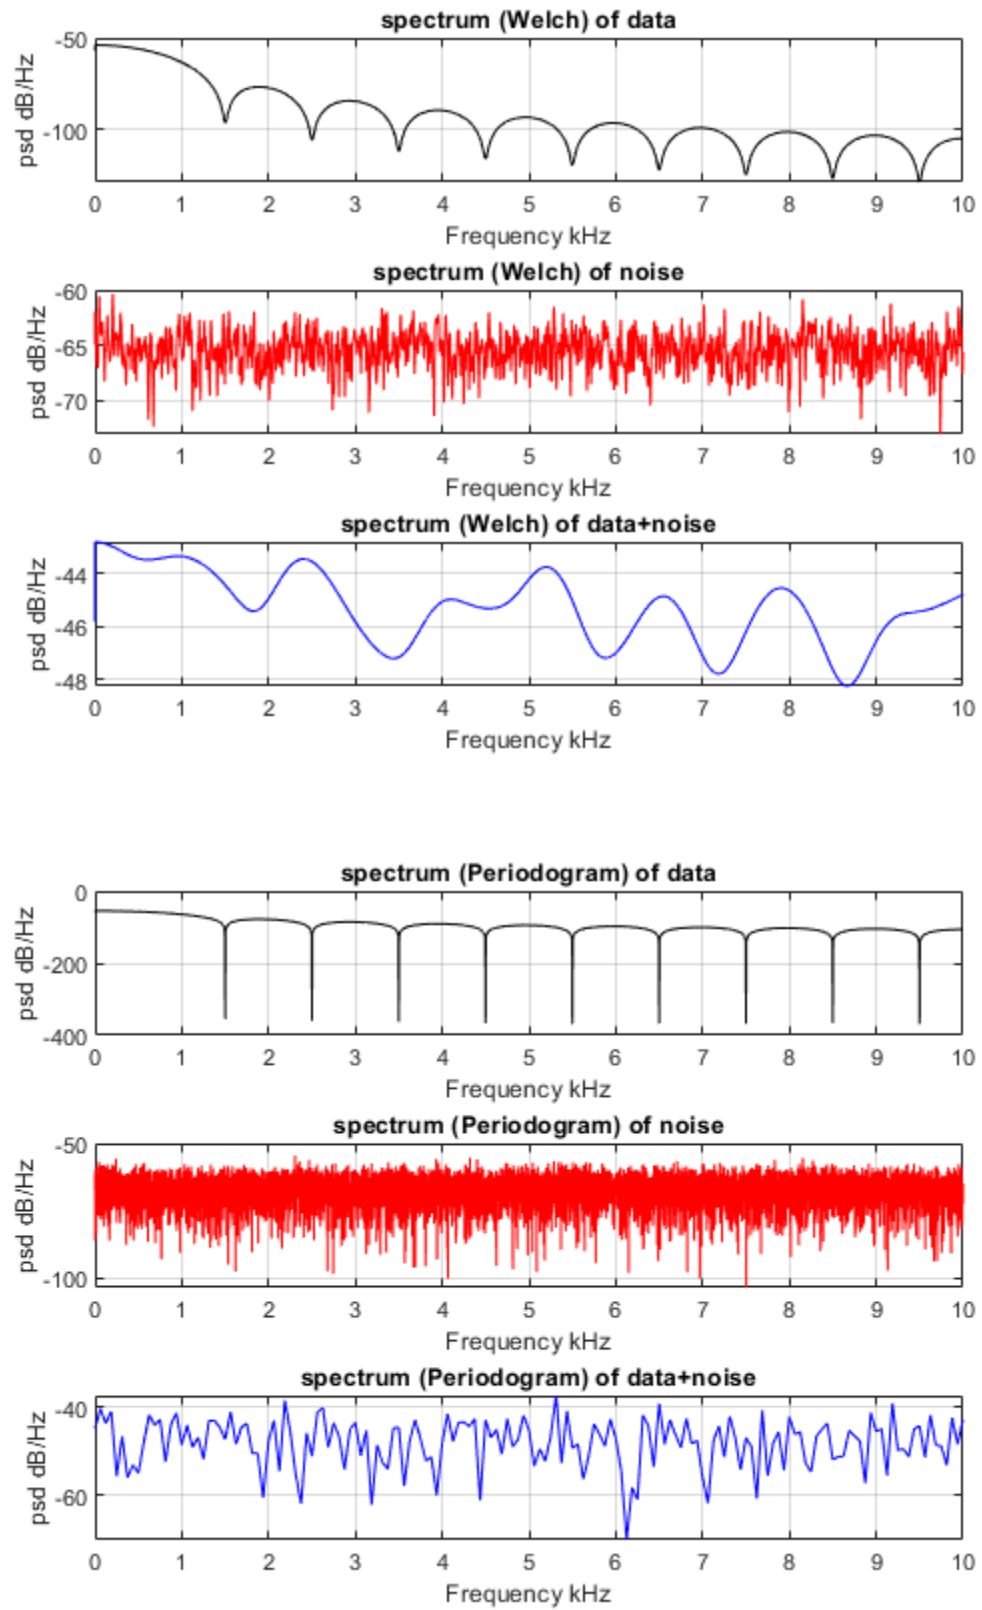 spectrum (Welch) of data
psd dB/Hz
-50
-100
0 1 2 3 4 5 6 7 8 9 10
Frequency kHz
spectrum (Welch) of noise
psd dB/Hz
-60
-65
-70
0 1 2 3 4 5 6 7 8 9 10
Frequency kHz
spectrum (Welch) of data+noise
psd dB/Hz
-44
-46
-48
0 1 2 3 4 5 6 7 8 9 10
Frequency kHz
spectrum (Periodogram) of data
psd dB/Hz
0
-200
-400
0 1 2 3 4 5 6 7 8 9 10
Frequency kHz
spectrum (Periodogram) of noise
psd dB/Hz
-50
-100
0 1 2 3 4 5 6 7 8 9 10
Frequency kHz
spectrum (Periodogram) of data+noise
psd dB/Hz
-40
-60
0 1 2 3 4 5 6 7 8 9 10
Frequency kHz